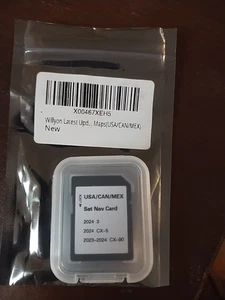 X00467XEH5
Willyon Latest Upd... Maps(USA/CAN/MEX)
New
USA/CAN/MEX
Sat Nav Card
2024 3
2024 CX-5
2023-2024 CX-90